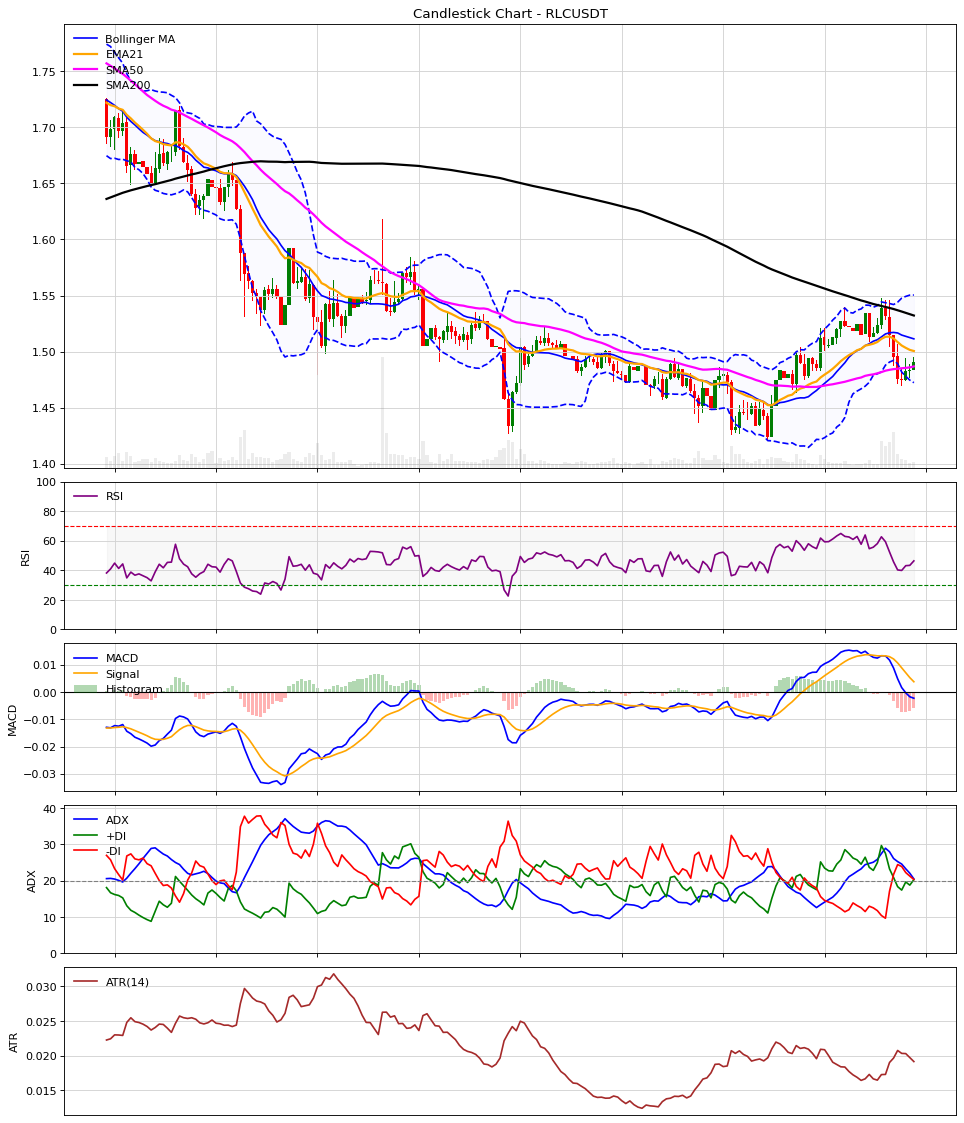 Candlestick Chart - RLCUSDT
Bollinger MA
EMA21
SMA50
SMA200
1.75
1.70
1.65
1.60
1.55
1.50
1.45
1.40
RSI
RSI
100
80
60
40
20
0
MACD
Signal
Histogram
MACD
0.01
0.00
−0.01
−0.02
−0.03
ADX
+DI
-DI
ADX
40
30
20
10
0
ATR(14)
ATR
0.030
0.025
0.020
0.015